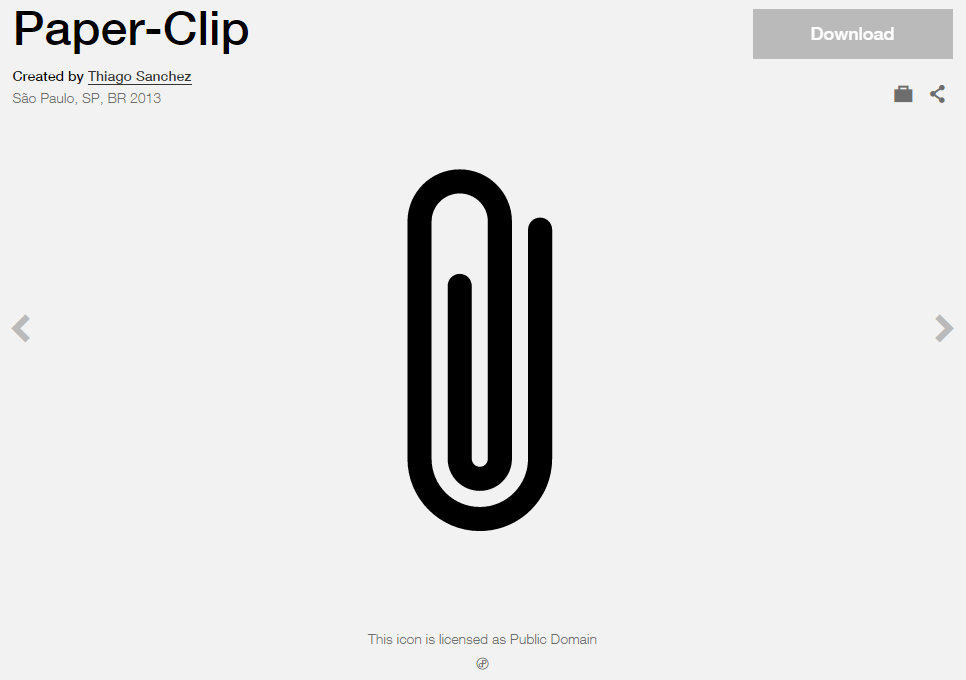 Paper-Clip
Download
Created by Thiago Sanchez
São Paulo, SP, BR 2013
This icon is licensed as Public Domain